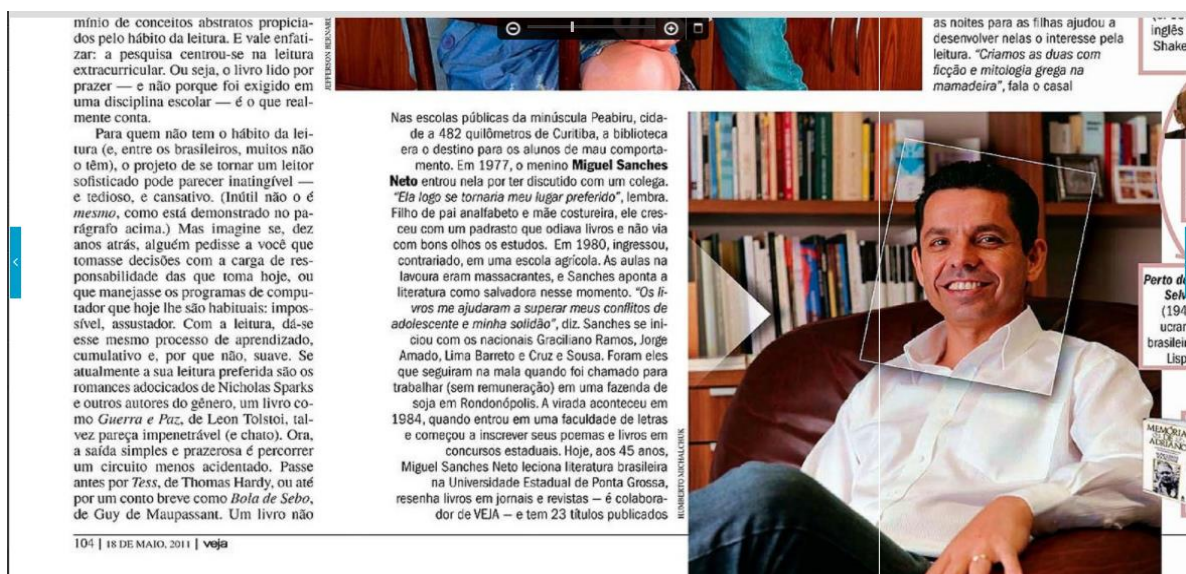 mínio de conceitos abstratos propicia-
dos pelo hábito da leitura. E vale enfati-
zar: a pesquisa centrou-se na leitura
extracurricular. Ou seja, o livro lido por
prazer — e não porque foi exigido em
uma disciplina escolar — é o que real-
mente conta.
Para quem não tem o hábito da lei-
tura (e, entre os brasileiros, muitos não
o têm), o projeto de se tornar um leitor
sofisticado pode parecer inatingível —
e tedioso, e cansativo. (Inútil não o é
mesmo, como está demonstrado no pa-
rágrafo acima.) Mas imagine se, dez
anos atrás, alguém pedisse a você que
tomasse decisões com a carga de res-
ponsabilidade das que toma hoje, ou
que manejasse os programas de compu-
tador que hoje lhe são habituais: impos-
sível, assustador. Com a leitura, dá-se
esse mesmo processo de aprendizado,
cumulativo e, por que não, suave. Se
atualmente a sua leitura preferida são os
romances adocicados de Nicholas Sparks
e outros autores do gênero, um livro co-
mo Guerra e Paz, de Leon Tolstoi, tal-
vez pareça impenetrável (e chato). Ora,
a saída simples e prazerosa é percorrer
um circuito menos acidentado. Passe
antes por Tess, de Thomas Hardy, ou até
por um conto breve como Bola de Sebo,
de Guy de Maupassant. Um livro não
JEFFERSON BERNARD
Nas escolas públicas da minúscula Peabiru, cida-
de a 482 quilômetros de Curitiba, a biblioteca
era o destino para os alunos de mau comporta-
mento. Em 1977, o menino Miguel Sanches
Neto entrou nela por ter discutido com um colega.
"Ela logo se tornaria meu lugar preferido", lembra.
Filho de pai analfabeto e mãe costureira, ele cres-
ceu com um padrasto que odiava livros e não via
com bons olhos os estudos. Em 1980, ingressou,
contrariado, em uma escola agrícola. As aulas na
lavoura eram massacrantes, e Sanches aponta a
literatura como salvadora nesse momento. "Os li-
vros me ajudaram a superar meus conflitos de
adolescente e minha solidão", diz. Sanches se ini-
ciou com os nacionais Graciliano Ramos, Jorge
Amado, Lima Barreto e Cruz e Sousa. Foram eles
que seguiram na mala quando foi chamado para
trabalhar (sem remuneração) em uma fazenda de
soja em Rondonópolis. A virada aconteceu em
1984, quando entrou em uma faculdade de letras
e começou a inscrever seus poemas e livros em
concursos estaduais. Hoje, aos 45 anos,
Miguel Sanches Neto leciona literatura brasileira
na Universidade Estadual de Ponta Grossa,
resenha livros em jornais e revistas — é colabora-
dor de VEJA — e tem 23 títulos publicados
HUMBERTO MICHALCHUK
as noites para as filhas ajudou a
desenvolver nelas o interesse pela
leitura. "Criamos as duas com
ficção e mitologia grega na
mamadeira", fala o casal
inglês
Shake
Perto do
Selv
(194
ucran
brasilei
Lisp
MEMÓRIAS
DE
ADRIANO
104 | 18 DE MAIO, 2011 | veja